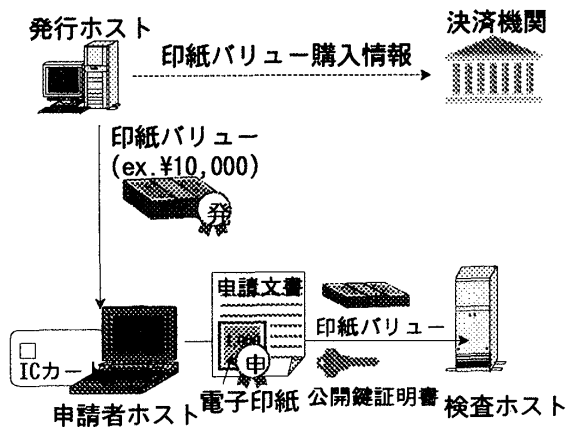 発行ホスト
決済機関
印紙バリュー購入情報
印紙バリュー
(ex.¥10,000)
発
申請文書
1,000
申
印紙バリュー
ICカード
電子印紙
公開鍵証明書
申請者ホスト
検査ホスト